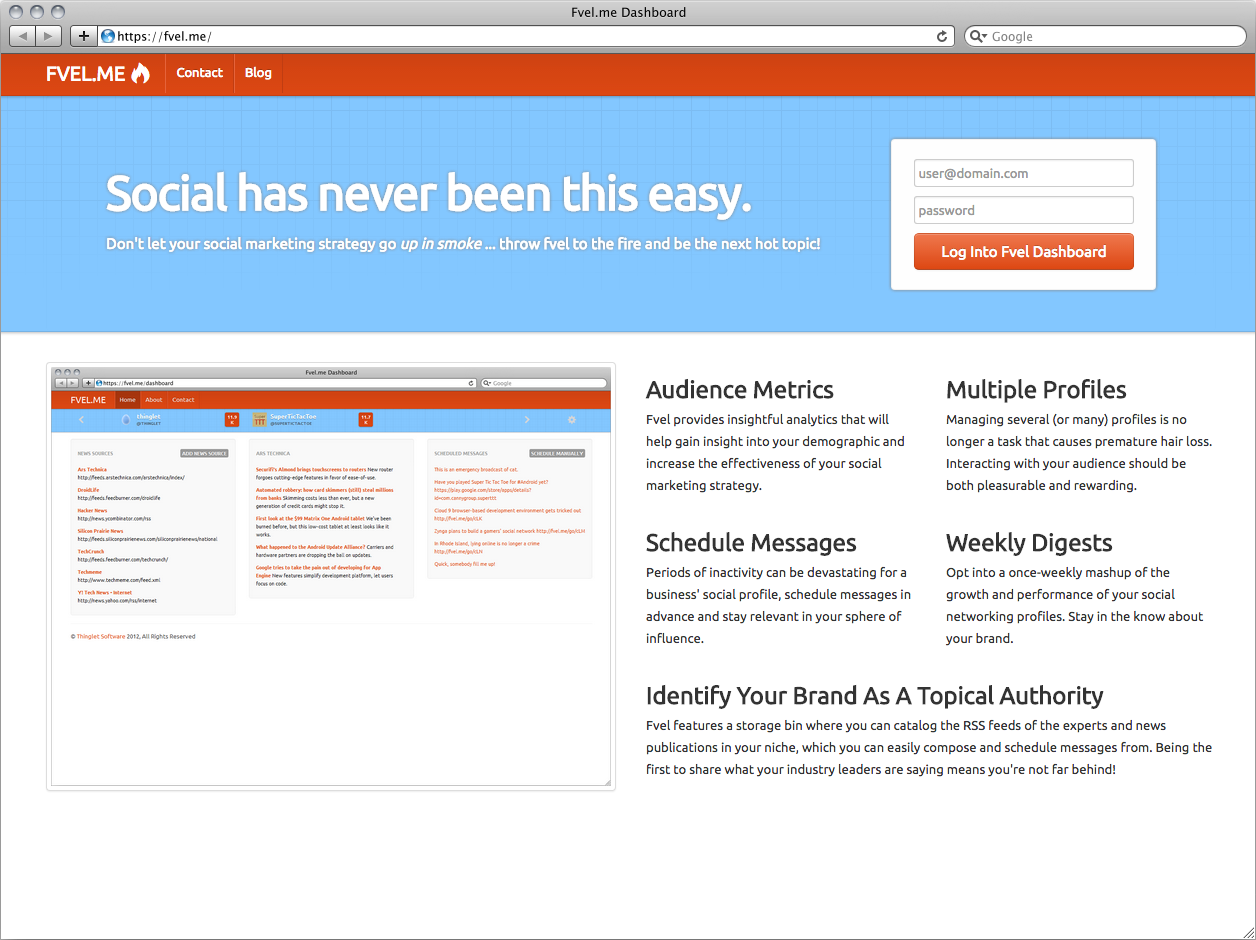 Fvel.me Dashboard
https://fvel.me/
Google
FVEL.ME
Contact
Blog
Social has never been this easy.
Don't let your social marketing strategy go up in smoke ... throw fvel to the fire and be the next hot topic!
user@domain.com
password
Log Into Fvel Dashboard
Fvel.me Dashboard
https://fvel.me/dashboard
Google
FVEL.ME
Home
About
Contact
thinglet
@THINGLET
11.9
K
SuperTicTacToe
@SUPERTICTACTOE
11.7
K
NEWS SOURCES
ADD NEWS SOURCE
Ars Technica
http://feeds.arstechnica.com/arstechnica/index/
DroidLife
http://feeds.feedburner.com/droidlife
Hacker News
http://news.ycombinator.com/rss
Silicon Prairie News
http://feeds.siliconprairienews.com/siliconprairienews/national
TechCrunch
http://feeds.feedburner.com/techcrunch/
Techmeme
http://www.techmeme.com/feed.xml
Y! Tech News - Internet
http://news.yahoo.com/rss/internet
ARS TECHNICA
Securifi's Almond brings touchscreens to routers New router
forgoes cutting-edge features in favor of ease-of-use.
Automated robbery: how card skimmers (still) steal millions
from banks Skimming costs less than ever, but a new
generation of credit cards might stop it.
First look at the $99 Matrix One Android tablet We've been
burned before, but this low-cost tablet at least looks like it
works.
What happened to the Android Update Alliance? Carriers and
hardware partners are dropping the ball on updates.
Google tries to take the pain out of developing for App
Engine New features simplify development platform, let users
focus on code.
SCHEDULED MESSAGES
SCHEDULE MANUALLY
This is an emergency broadcast of cat.
Have you played Super Tic Tac Toe for #Android yet?
https://play.google.com/store/apps/details?
Cloud 9 browser-based development environment gets tricked out
Zynga plans to build a gamers' social network
In Rhode Island, lying online is no longer a crime
Quick, somebody fill me up!
© Thinglet Software 2012, All Rights Reserved
Audience Metrics
Fvel provides insightful analytics that will
help gain insight into your demographic and
increase the effectiveness of your social
marketing strategy.
Multiple Profiles
Managing several (or many) profiles is no
longer a task that causes premature hair loss.
Interacting with your audience should be
both pleasurable and rewarding.
Schedule Messages
Periods of inactivity can be devastating for a
business' social profile, schedule messages in
advance and stay relevant in your sphere of
influence.
Weekly Digests
Opt into a once-weekly mashup of the
growth and performance of your social
networking profiles. Stay in the know about
your brand.
Identify Your Brand As A Topical Authority
Fvel features a storage bin where you can catalog the RSS feeds of the experts and news
publications in your niche, which you can easily compose and schedule messages from. Being the
first to share what your industry leaders are saying means you're not far behind!